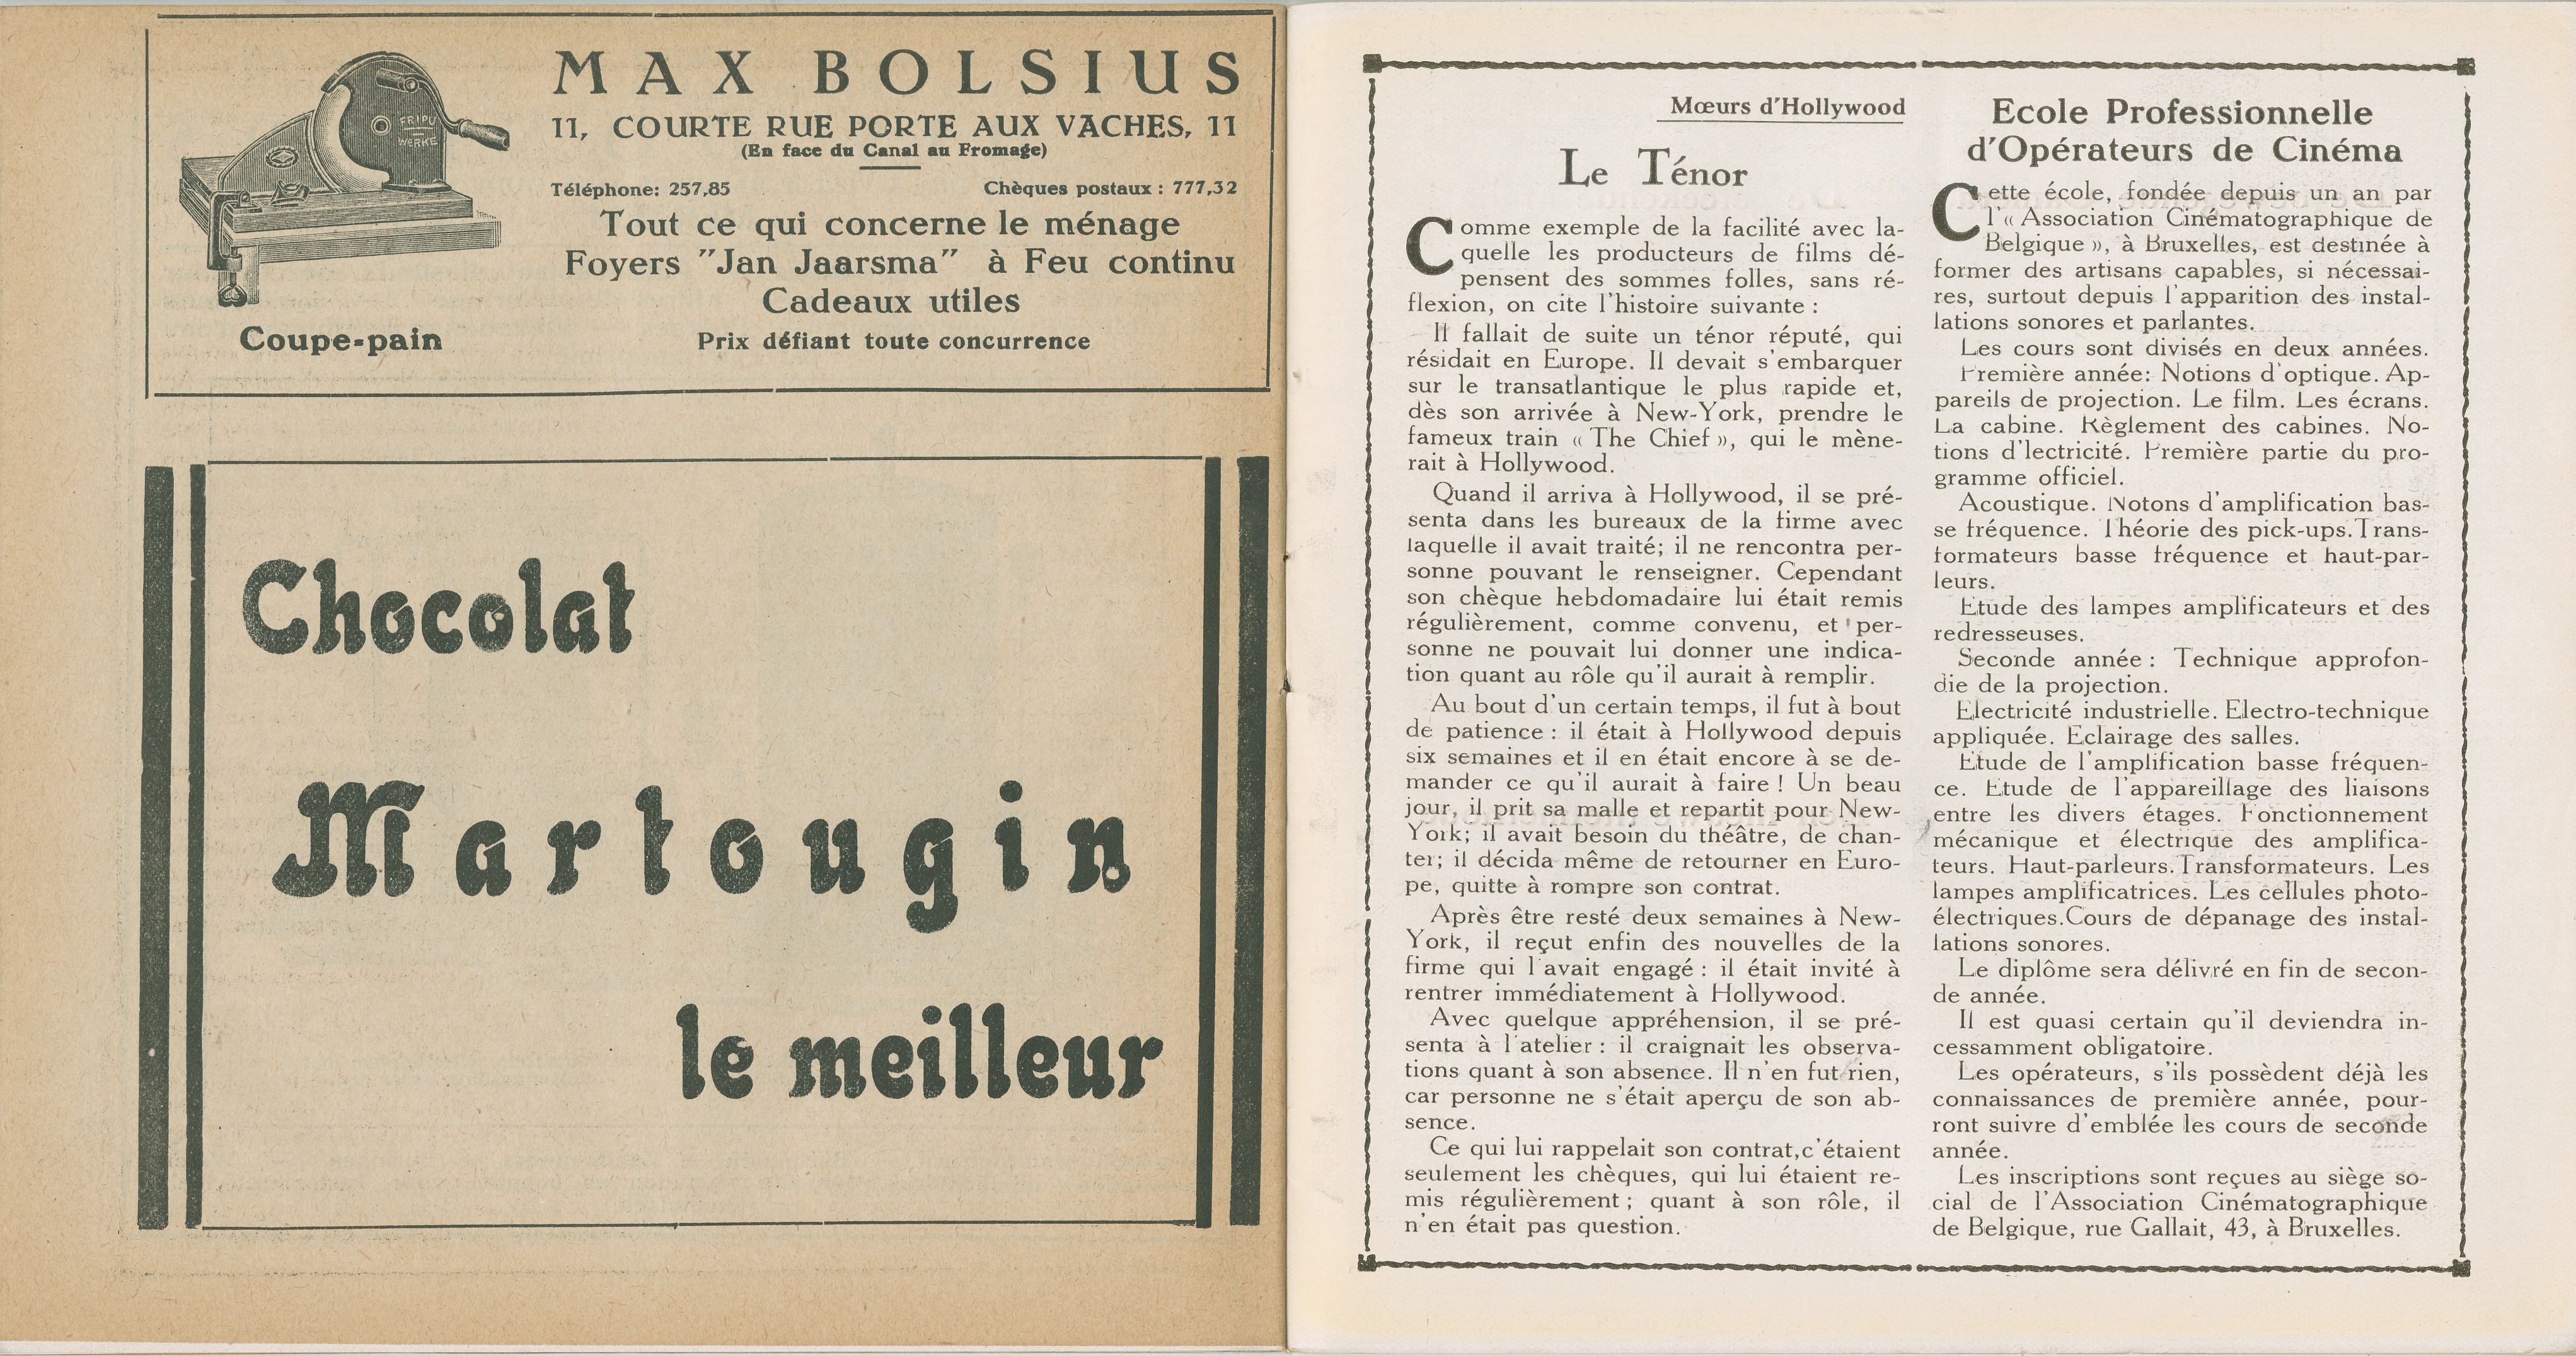 FRIPU
WERKE
Coupe-pain
MAX BOLSIUS
11, COURTE RUE PORTE AUX VACHES, 11
(En face du Canal au Fromage)
Téléphone: 257,85 Chèques postaux : 777,32
Tout ce qui concerne le ménage
Foyers "Jan Jaarsma" à Feu continu
Cadeaux utiles
Prix défiant toute concurrence
Chocolat
Martougin
le meilleur
Mœurs d'Hollywood
Le Ténor
Comme exemple de la facilité avec la-
quelle les producteurs de films dé-
pensent des sommes folles, sans ré-
flexion, on cite l'histoire suivante :
Il fallait de suite un ténor réputé, qui
résidait en Europe. Il devait s'embarquer
sur le transatlantique le plus rapide et,
dès son arrivée à New-York, prendre le
fameux train « The Chief », qui le mène-
rait à Hollywood.
Quand il arriva à Hollywood, il se pré-
senta dans les bureaux de la firme avec
laquelle il avait traité; il ne rencontra per-
sonne pouvant le renseigner. Cependant
son chèque hebdomadaire lui était remis
régulièrement, comme convenu, et per-
sonne ne pouvait lui donner une indica-
tion quant au rôle qu'il aurait à remplir.
Au bout d'un certain temps, il fut à bout
de patience : il était à Hollywood depuis
six semaines et il en était encore à se de-
mander ce qu'il aurait à faire ! Un beau
jour, il prit sa malle et repartit pour New-
York; il avait besoin du théâtre, de chan-
ter; il décida même de retourner en Euro-
pe, quitte à rompre son contrat.
Après être resté deux semaines à New-
York, il reçut enfin des nouvelles de la
firme qui l'avait engagé : il était invité à
rentrer immédiatement à Hollywood.
Avec quelque appréhension, il se pré-
senta à l'atelier : il craignait les observa-
tions quant à son absence. Il n'en fut rien,
car personne ne s'était aperçu de son ab-
sence.
Ce qui lui rappelait son contrat,c'étaient
seulement les chèques, qui lui étaient re-
mis régulièrement ; quant à son rôle, il
n'en était pas question.
Ecole Professionnelle
d'Opérateurs de Cinéma
Cette école, fondée depuis un an par
l'« Association Cinématographique de
Belgique », à Bruxelles, est destinée à
former des artisans capables, si nécessai-
res, surtout depuis l'apparition des instal-
lations sonores et parlantes.
Les cours sont divisés en deux années.
Première année: Notions d'optique. Ap-
pareils de projection. Le film. Les écrans.
La cabine. Règlement des cabines. No-
tions d'lectricité. Première partie du pro-
gramme officiel.
Acoustique. Notons d'amplification bas-
se fréquence. Théorie des pick-ups.Trans-
formateurs basse fréquence et haut-par-
leurs.
Etude des lampes amplificateurs et des
redresseuses.
Seconde année : Technique approfon-
die de la projection.
Electricité industrielle. Electro-technique
appliquée. Eclairage des salles.
Etude de l'amplification basse fréquen-
ce. Etude de l'appareillage des liaisons
entre les divers étages. Fonctionnement
mécanique et électrique des amplifica-
teurs. Haut-parleurs.Transformateurs. Les
lampes amplificatrices. Les cellules photo-
électriques.Cours de dépanage des instal-
lations sonores.
Le diplôme sera délivré en fin de secon-
de année.
Il est quasi certain qu'il deviendra in-
cessamment obligatoire.
Les opérateurs, s'ils possèdent déjà les
connaissances de première année, pour-
ront suivre d'emblée les cours de seconde
année.
Les inscriptions sont reçues au siège so-
cial de l'Association Cinématographique
de Belgique, rue Gallait, 43, à Bruxelles.